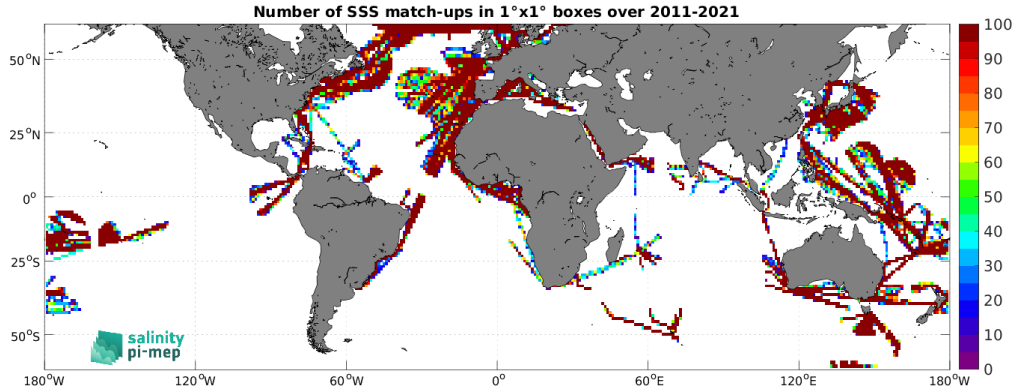 Number of SSS match-ups in 1°x1° boxes over 2011-2021
50°N
25°N
0°
25°S
50°S
180°W
120°W
60°W
0°
60°E
120°E
180°W
100
90
80
70
60
50
40
30
20
10
0
salinity
pi-mep